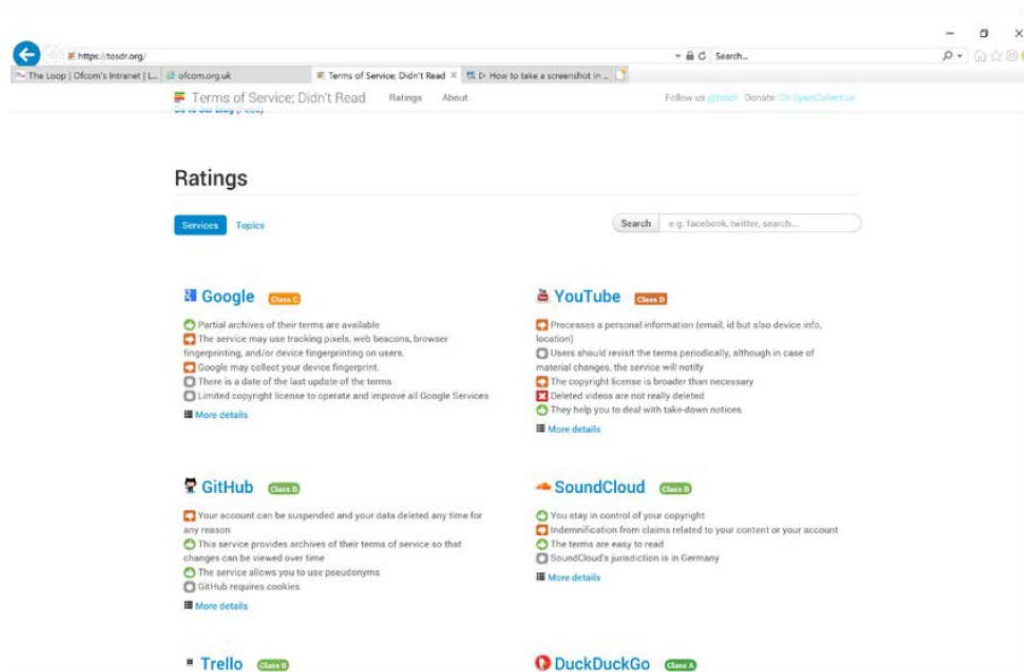 https://tosdr.org/
Search...
The Loop | Ofcom's Intranet | L...
ofcom.org.uk
Terms of Service; Didn't Read
How to take a screenshot in ...
Terms of Service; Didn't Read
Ratings
About
Follow us @tosdr Donate: On OpenCollective
Ratings
Services
Topics
Search
e.g. facebook, twitter, search...
Google Class C
Partial archives of their terms are available
The service may use tracking pixels, web beacons, browser
fingerprinting, and/or device fingerprinting on users.
Google may collect your device fingerprint.
There is a date of the last update of the terms
Limited copyright license to operate and improve all Google Services
More details
YouTube Class D
Processes a personal information (email, id but also device info,
location)
Users should revisit the terms periodically, although in case of
material changes, the service will notify
The copyright license is broader than necessary
Deleted videos are not really deleted
They help you to deal with take-down notices
More details
GitHub Class B
Your account can be suspended and your data deleted any time for
any reason
This service provides archives of their terms of service so that
changes can be viewed over time
The service allows you to use pseudonyms
GitHub requires cookies
More details
SoundCloud Class B
You stay in control of your copyright
Indemnification from claims related to your content or your account
The terms are easy to read
SoundCloud's jurisdiction is in Germany
More details
Trello Class B
DuckDuckGo Class A